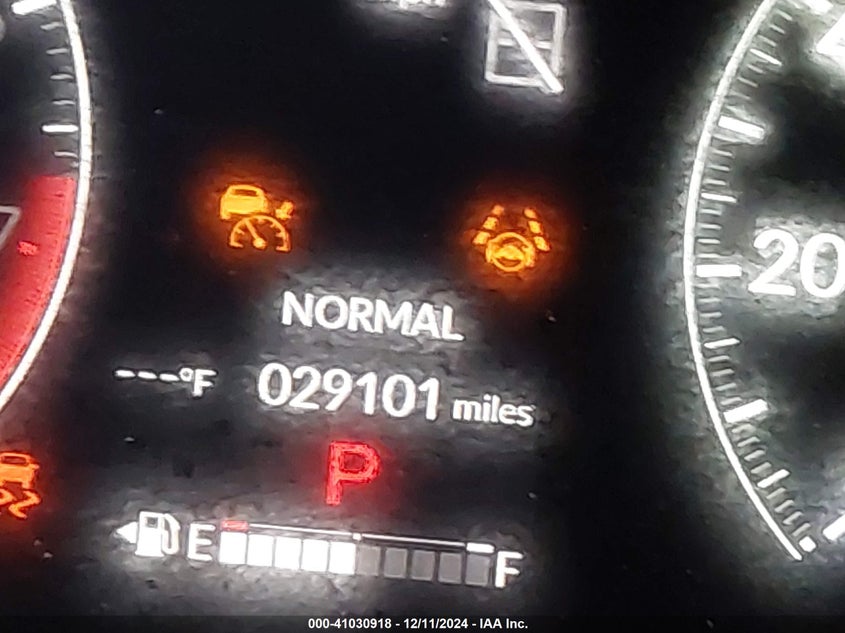 20
NORMAL
---°F 029101 miles
P
E F
000-41030918 - 12/11/2024 - IAA Inc.